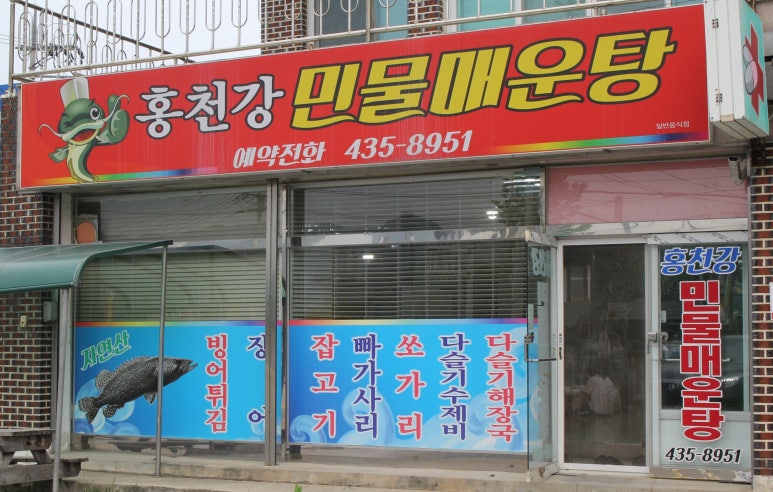 홍천강 민물매운탕
일반음식점
예약전화 435-8951
자연산
빙어튀김
장어
잡고기
빠가사리
쏘가리
다슬기수제비
다슬기해장국
홍천강
민물매운탕
435-8951